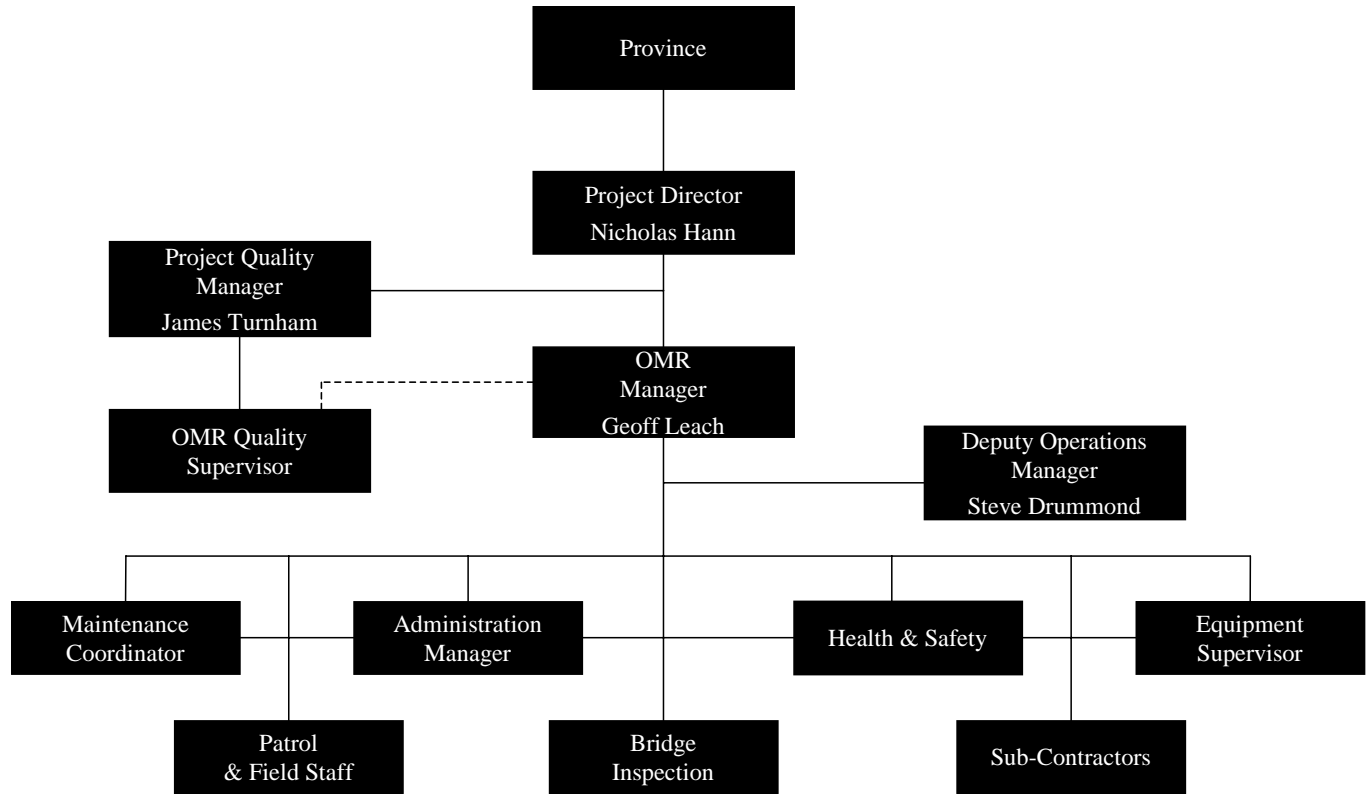 Province
Project Director
Nicholas Hann
Project Quality
Manager
James Turnham
OMR
Manager
Geoff Leach
OMR Quality
Supervisor
Deputy Operations
Manager
Steve Drummond
Maintenance
Coordinator
Administration
Manager
Health & Safety
Equipment
Supervisor
Patrol
& Field Staff
Bridge
Inspection
Sub-Contractors